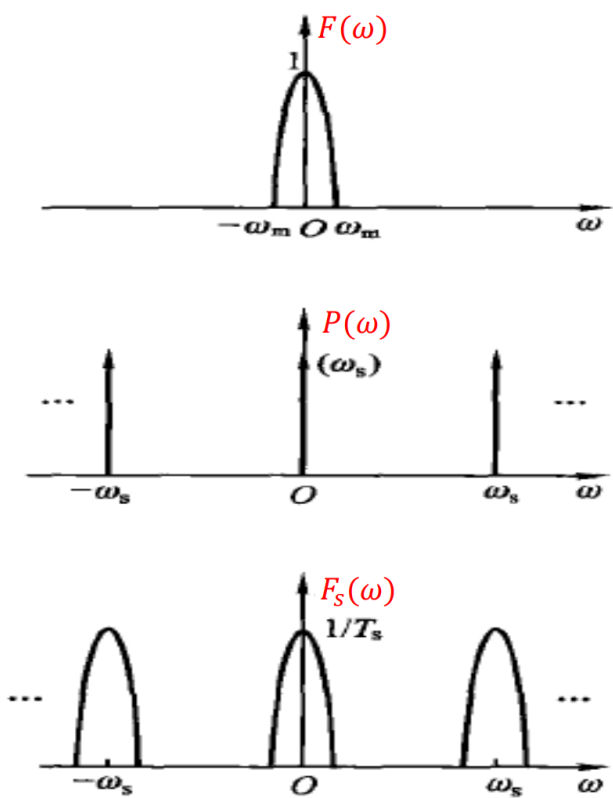 F(ω)
1
−ωₘ O ωₘ ω
P(ω)
(ωₛ)
... ...
−ωₛ O ωₛ ω
Fₛ(ω)
1/Tₛ
... ...
−ωₛ O ωₛ ω